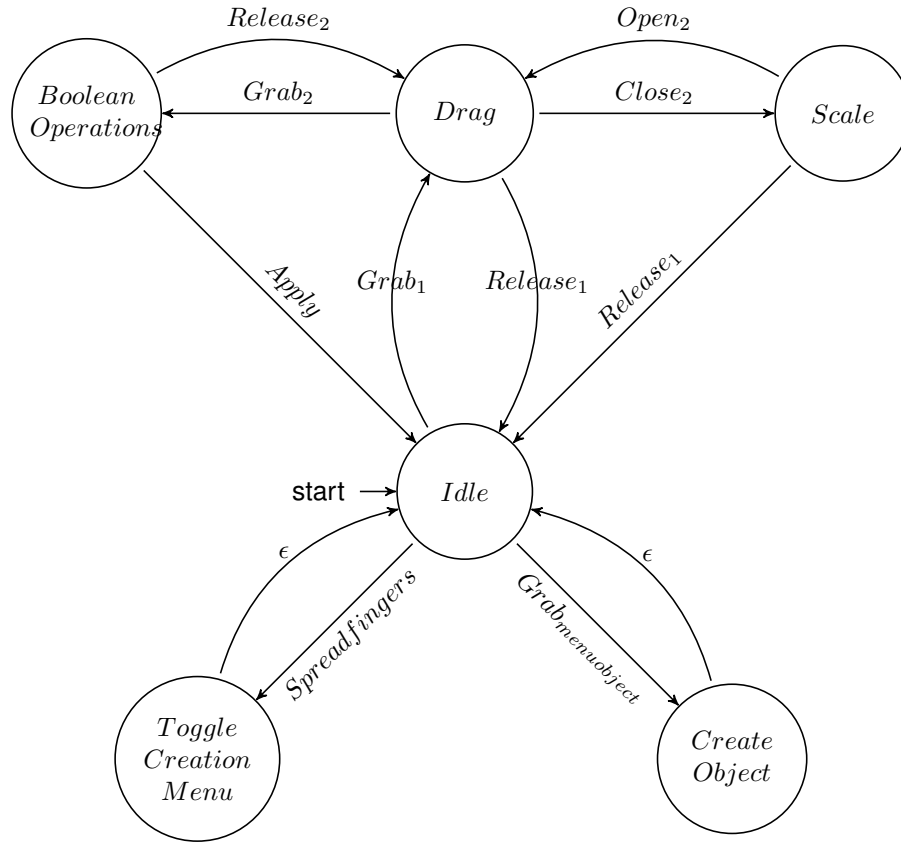 Release₂
Open₂
Boolean
Operations
Grab₂
Drag
Close₂
Scale
Apply
Grab₁
Release₁
Release₁
start
Idle
ϵ
Spreadfingers
Grabₘₑₙᵤₒbⱼₑcₜ
ϵ
Toggle
Creation
Menu
Create
Object